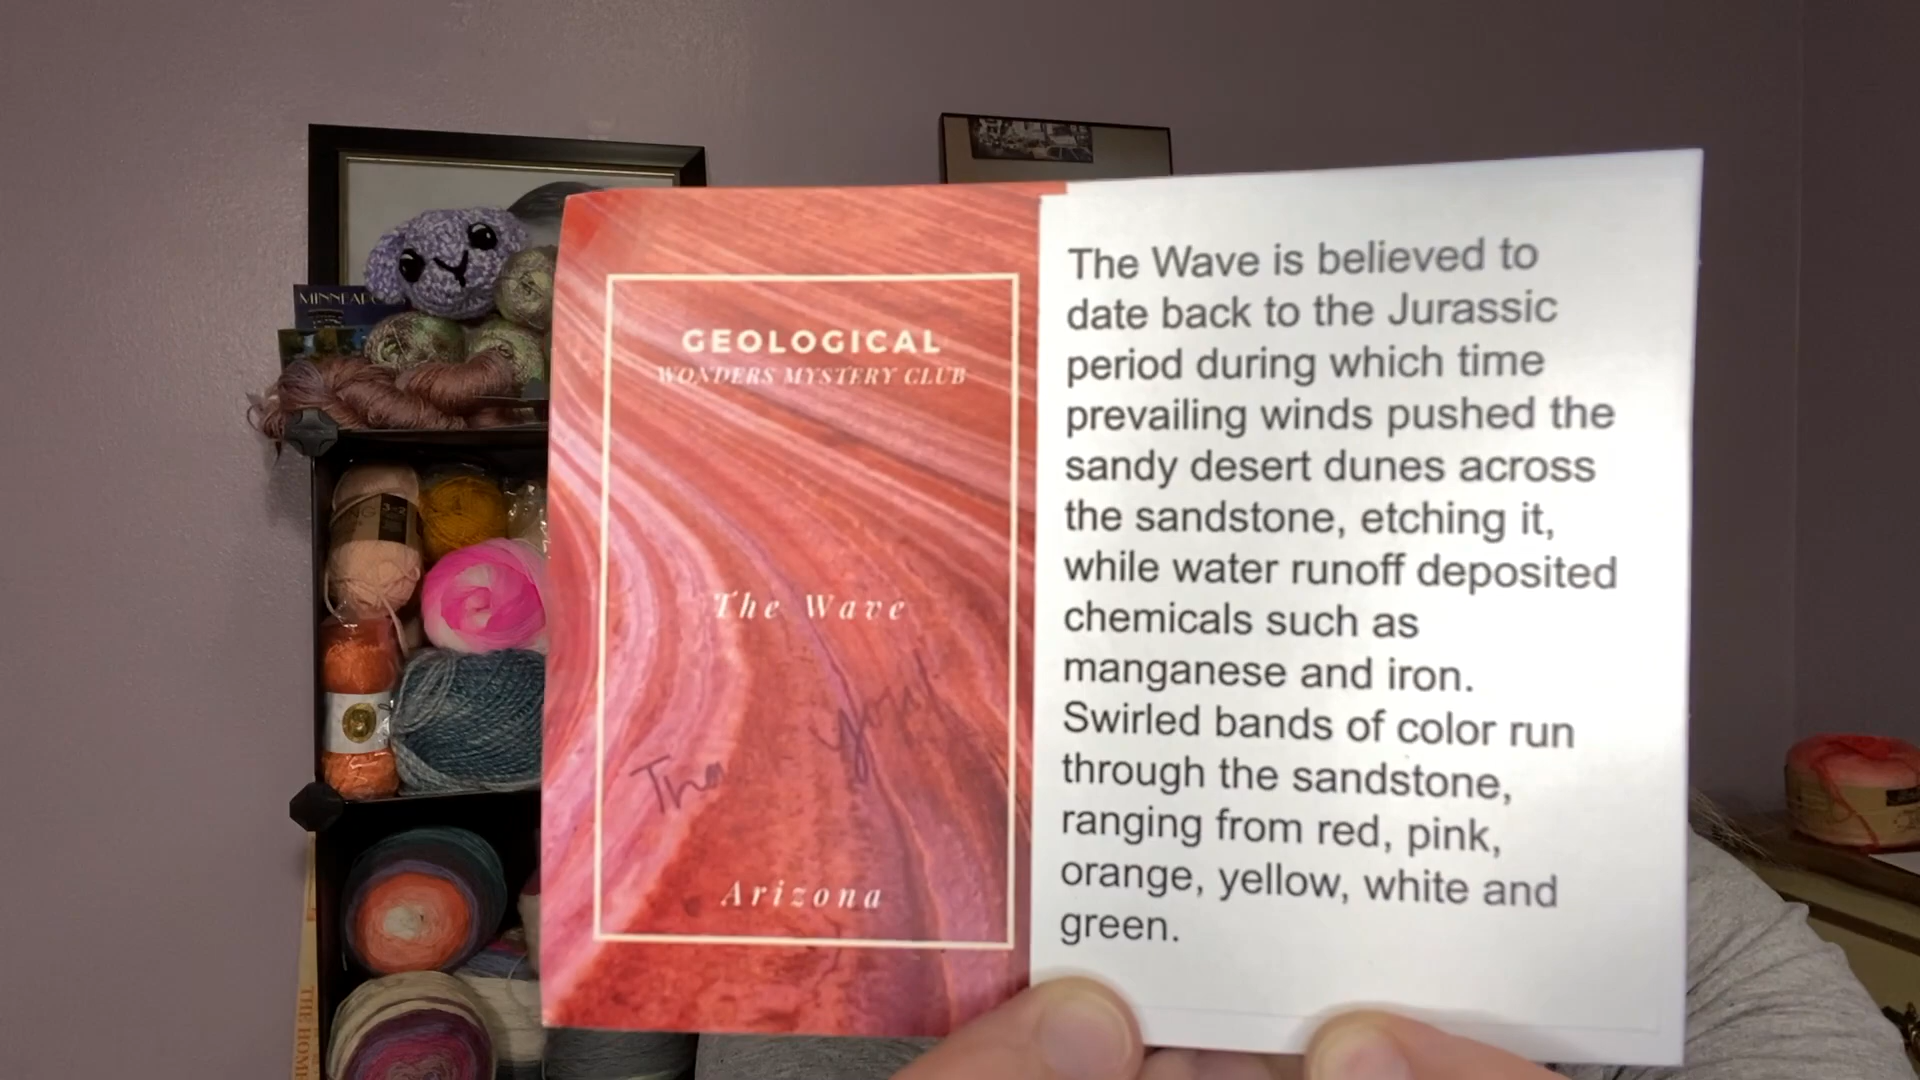 GEOLOGICAL
WONDERS MYSTERY CLUB
The Wave
Arizona
The Wave is believed to
date back to the Jurassic
period during which time
prevailing winds pushed the
sandy desert dunes across
the sandstone, etching it,
while water runoff deposited
chemicals such as
manganese and iron.
Swirled bands of color run
through the sandstone,
ranging from red, pink,
orange, yellow, white and
green.
THE HOME